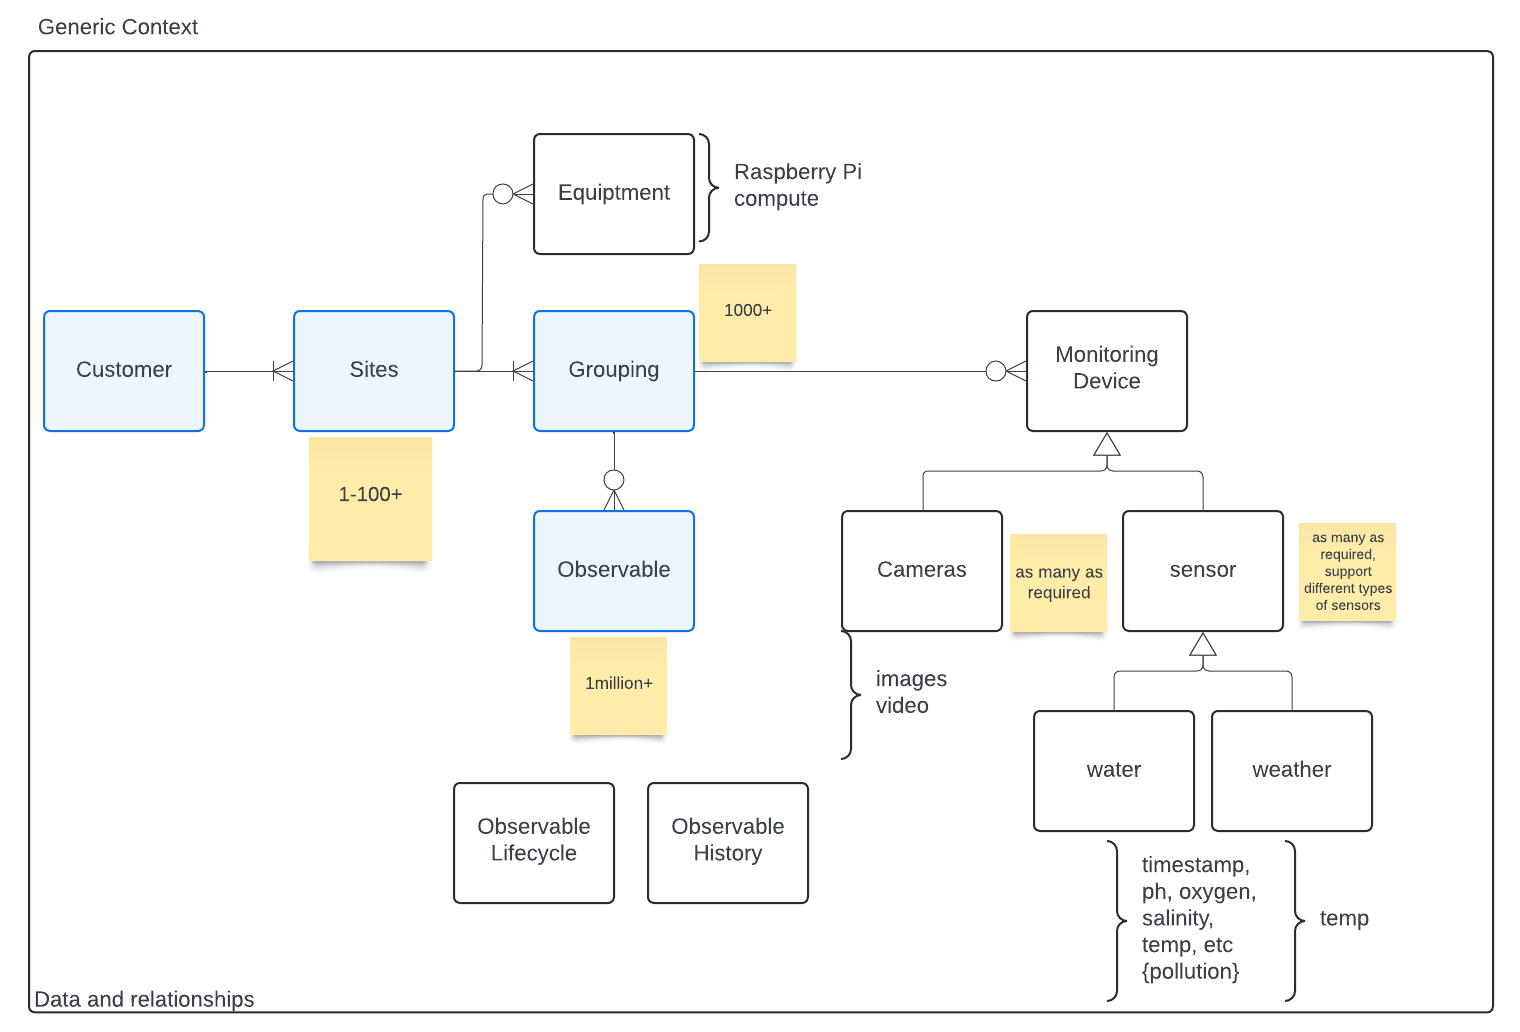 Generic Context
Equiptment
Raspberry Pi
compute
1000+
Customer
Sites
Grouping
Monitoring
Device
1-100+
Observable
Cameras
as many as
required
sensor
as many as
required,
support
different types
of sensors
1million+
images
video
water
weather
Observable
Lifecycle
Observable
History
timestamp,
ph, oxygen,
salinity,
temp, etc
{pollution}
temp
Data and relationships